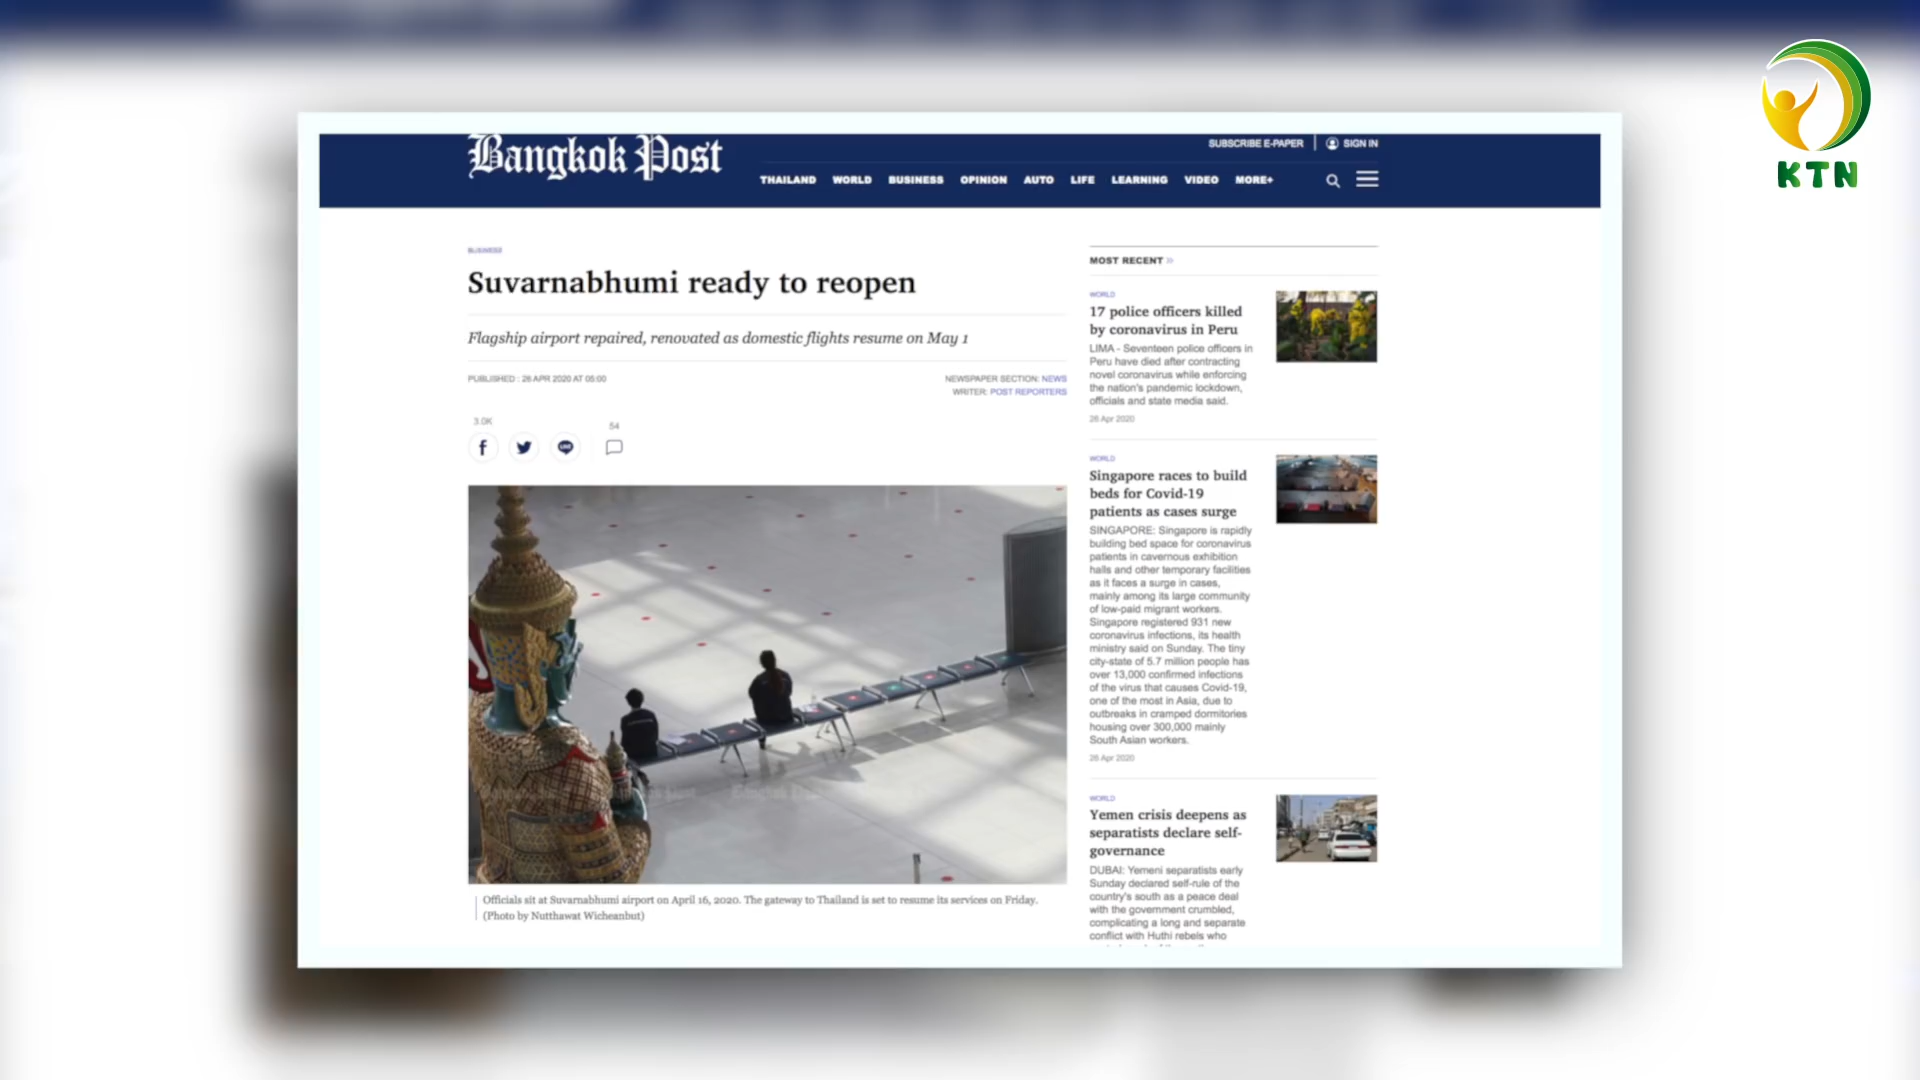 KTN
Bangkok Post
SUBSCRIBE E-PAPER
SIGN IN
THAILAND WORLD BUSINESS OPINION AUTO LIFE LEARNING VIDEO MORE+
BUSINESS
Suvarnabhumi ready to reopen
Flagship airport repaired, renovated as domestic flights resume on May 1
PUBLISHED : 26 APR 2020 AT 05:00
NEWSPAPER SECTION: NEWS
WRITER: POST REPORTERS
3.0K
54
Officials sit at Suvarnabhumi airport on April 16, 2020. The gateway to Thailand is set to resume its services on Friday.
(Photo by Nutthawat Wicheanbut)
MOST RECENT »
WORLD
17 police officers killed
by coronavirus in Peru
LIMA - Seventeen police officers in
Peru have died after contracting
novel coronavirus while enforcing
the nation's pandemic lockdown,
officials and state media said.
26 Apr 2020
WORLD
Singapore races to build
beds for Covid-19
patients as cases surge
SINGAPORE: Singapore is rapidly
building bed space for coronavirus
patients in cavernous exhibition
halls and other temporary facilities
as it faces a surge in cases,
mainly among its large community
of low-paid migrant workers.
Singapore registered 931 new
coronavirus infections, its health
ministry said on Sunday. The tiny
city-state of 5.7 million people has
over 13,000 confirmed infections
of the virus that causes Covid-19,
one of the most in Asia, due to
outbreaks in cramped dormitories
housing over 300,000 mainly
South Asian workers.
26 Apr 2020
WORLD
Yemen crisis deepens as
separatists declare self-
governance
DUBAI: Yemeni separatists early
Sunday declared self-rule of the
country's south as a peace deal
with the government crumbled,
complicating a long and separate
conflict with Huthi rebels who